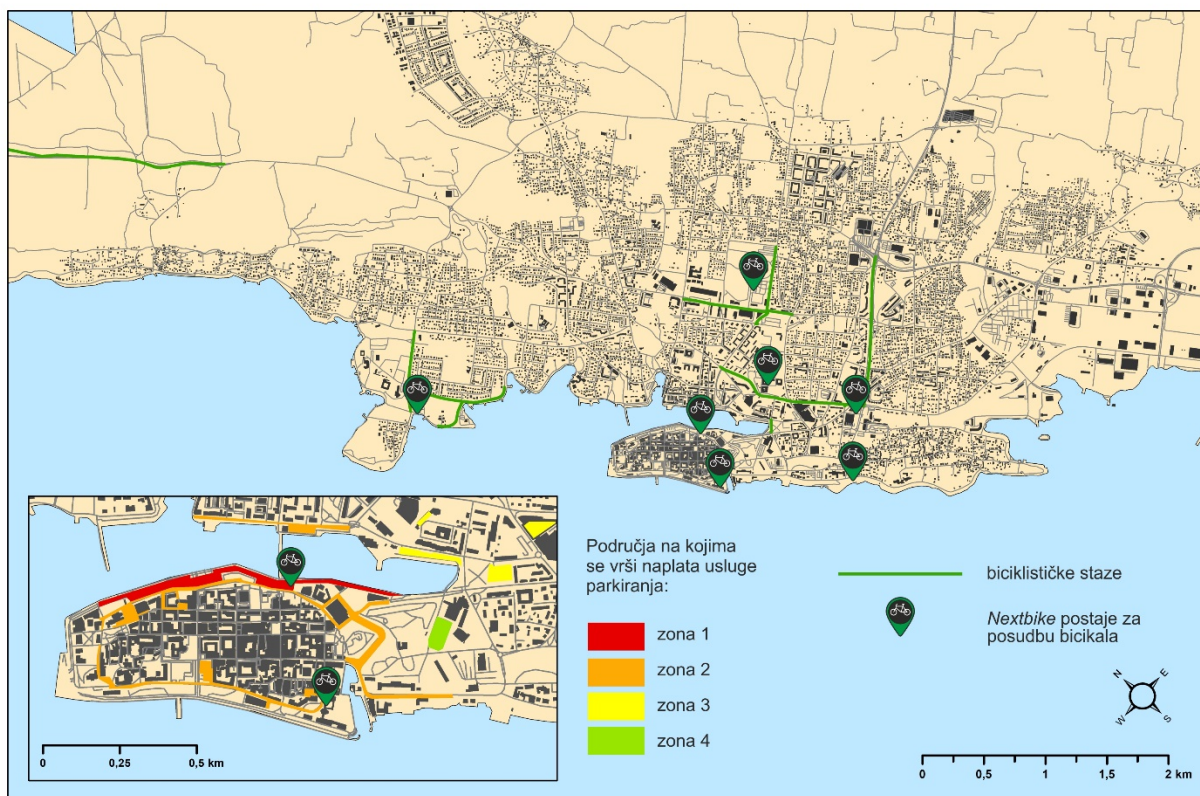 0
0,25
0,5 km
Područja na kojima
se vrši naplata usluge
parkiranja:
zona 1
zona 2
zona 3
zona 4
biciklističke staze
Nextbike postaje za
posudbu bicikala
N
E
W
S
0
0,5
1
1,5
2 km